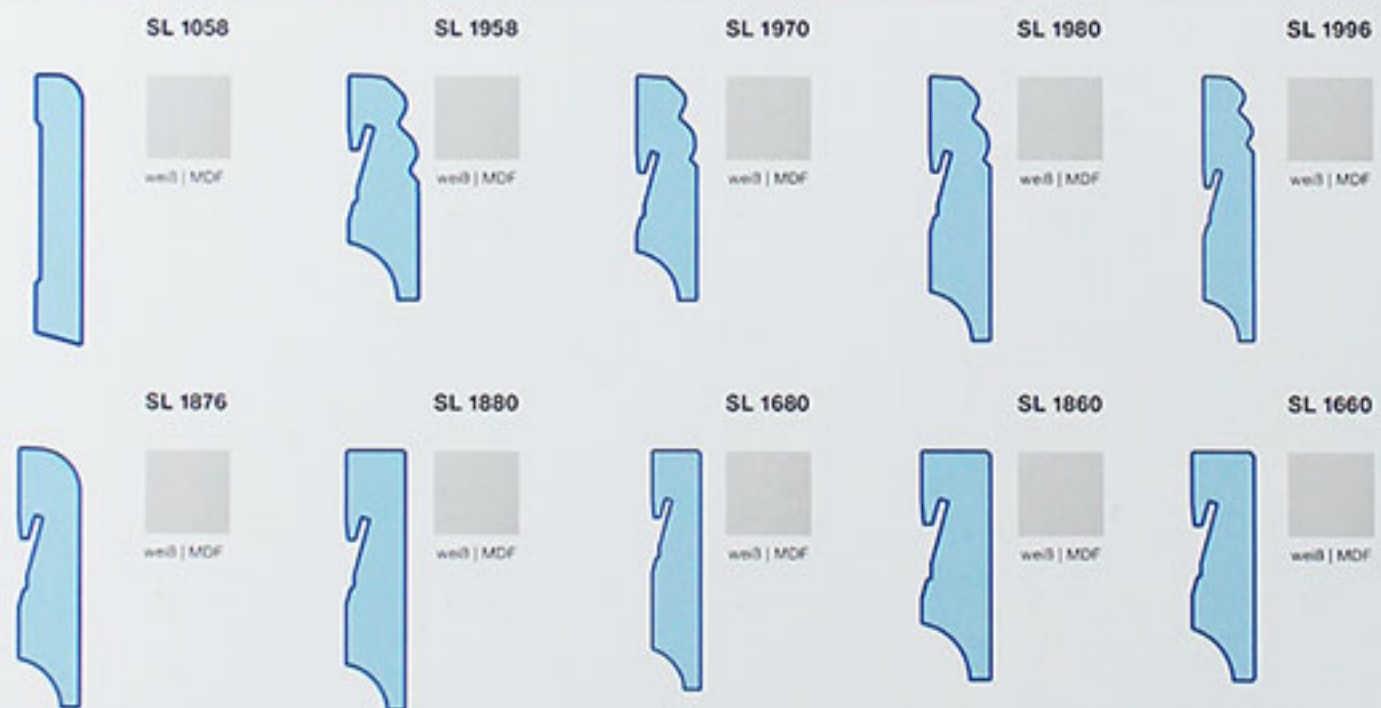 SL 1058
SL 1958
SL 1970
SL 1980
SL 1996
weiß | MDF
weiß | MDF
weiß | MDF
weiß | MDF
weiß | MDF
SL 1876
SL 1880
SL 1680
SL 1860
SL 1660
weiß | MDF
weiß | MDF
weiß | MDF
weiß | MDF
weiß | MDF